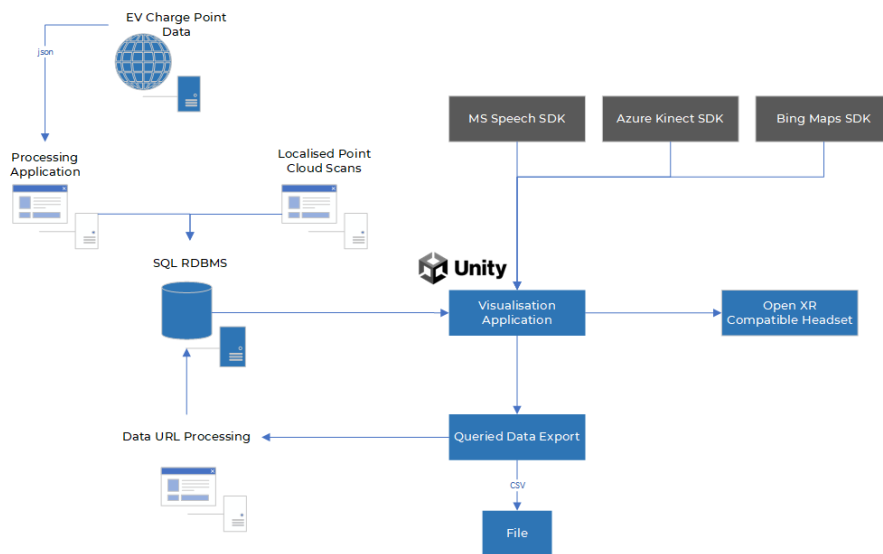 EV Charge Point
Data
json
MS Speech SDK
Azure Kinect SDK
Bing Maps SDK
Processing
Application
Localised Point
Cloud Scans
SQL RDBMS
Unity
Visualisation
Application
Open XR
Compatible Headset
Data URL Processing
Queried Data Export
CSV
File